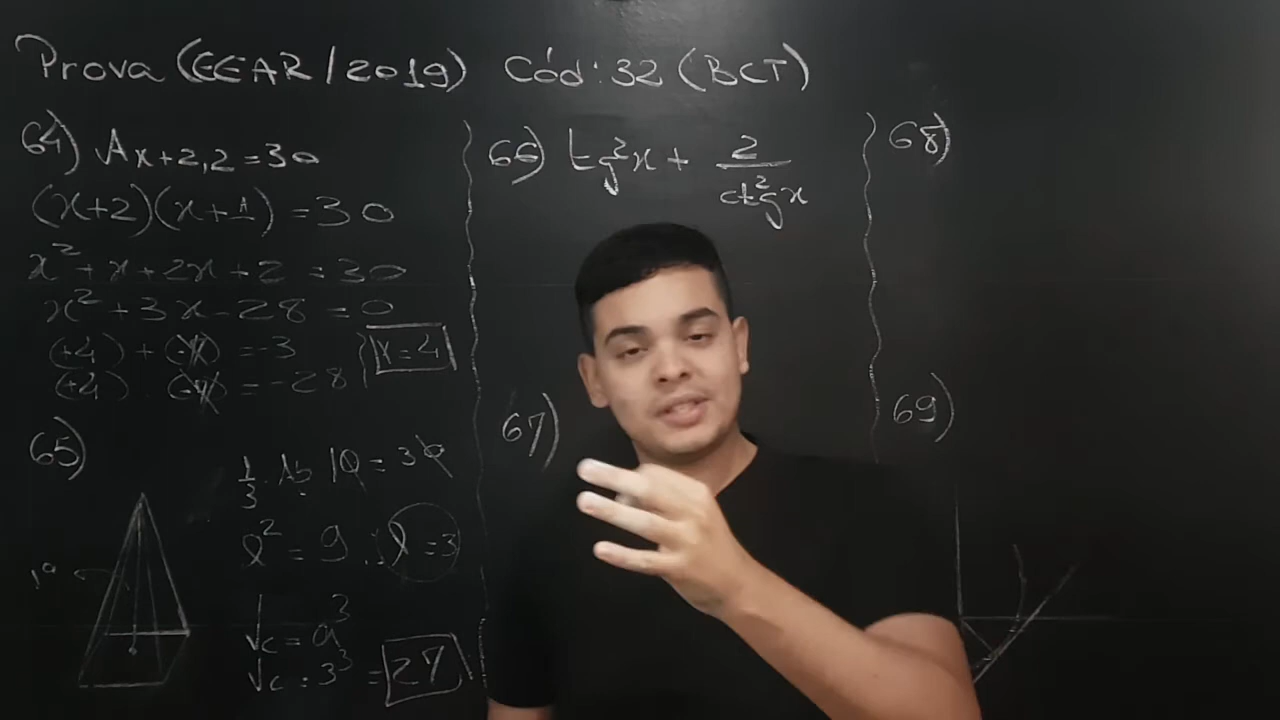 Prova (EEAR/2019) Cód: 32 (BCT)
64) Ax+2,2 = 30
(x+2)(x+1) = 30
x² + x + 2x + 2 = 30
x² + 3x - 28 = 0
(+4) + (-7) = -3
(+4) . (-7) = -28
x = 4
65)
10
1/3 . Ab . 10 = 30
l² = 9 ∴ l = 3
Vc = a³
Vc = 3³ = 27
66) tg²x + 2/ctg²x
67)
68)
69)